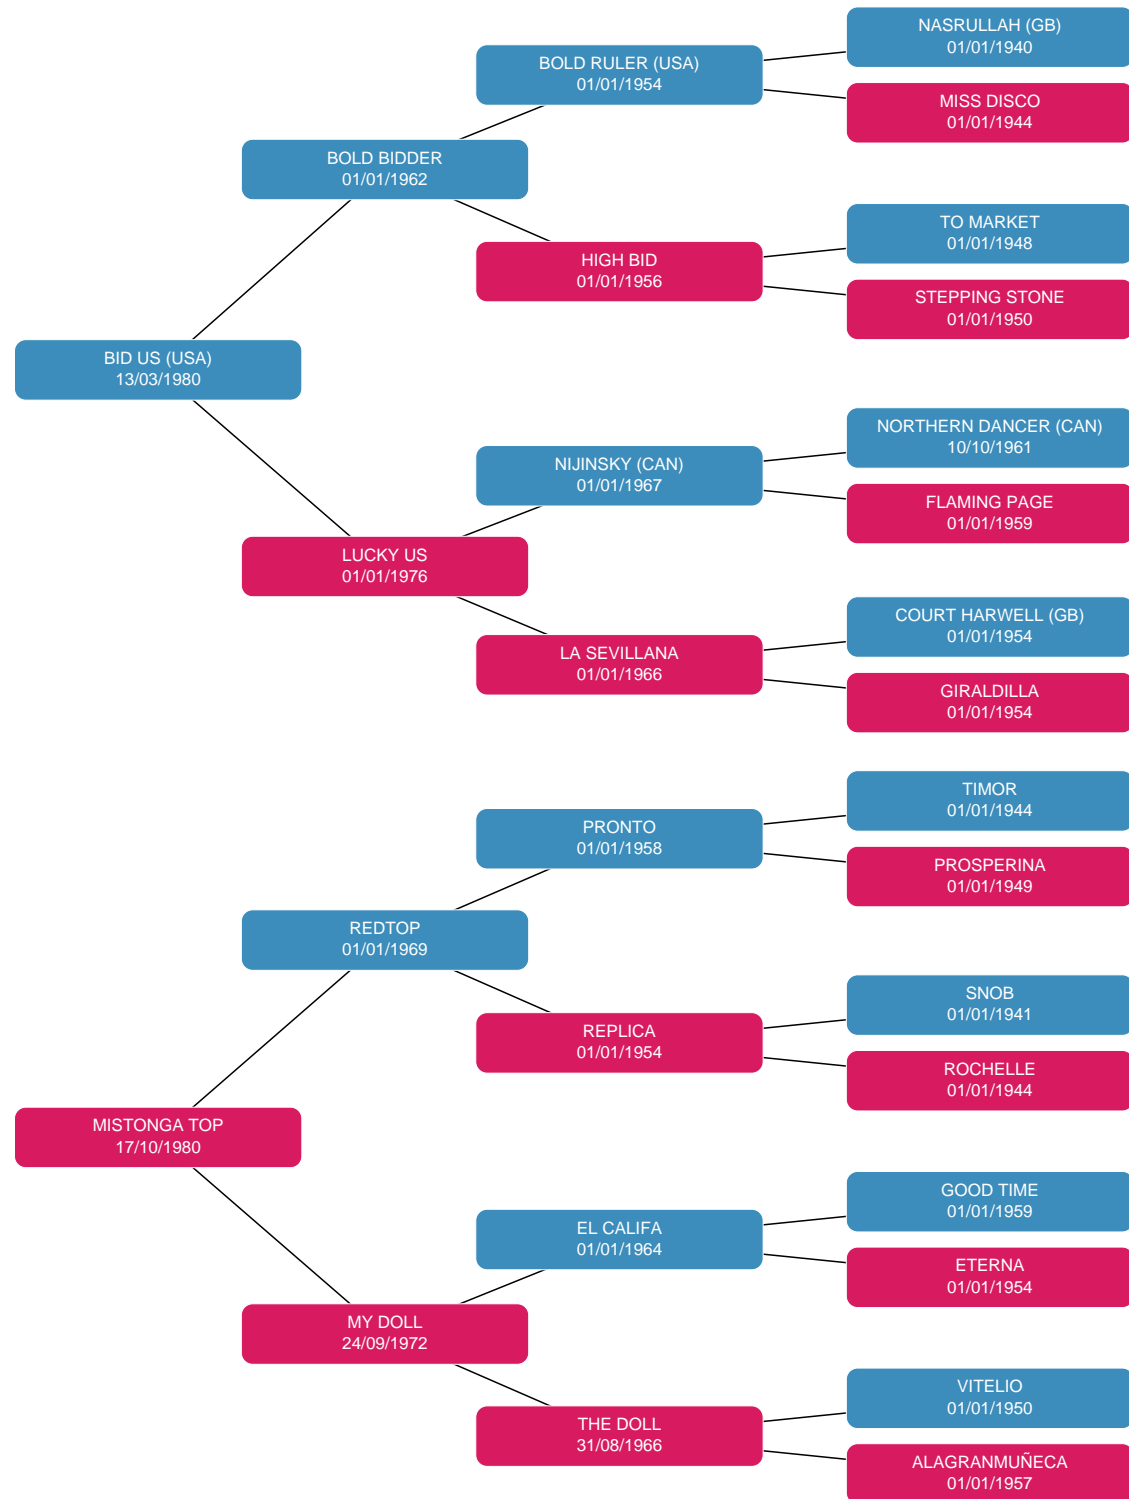 NASRULLAH (GB)
01/01/1940
BOLD RULER (USA)
01/01/1954
MISS DISCO
01/01/1944
BOLD BIDDER
01/01/1962
TO MARKET
01/01/1948
HIGH BID
01/01/1956
STEPPING STONE
01/01/1950
BID US (USA)
13/03/1980
NORTHERN DANCER (CAN)
10/10/1961
NIJINSKY (CAN)
01/01/1967
FLAMING PAGE
01/01/1959
LUCKY US
01/01/1976
COURT HARWELL (GB)
01/01/1954
LA SEVILLANA
01/01/1966
GIRALDILLA
01/01/1954
TIMOR
01/01/1944
PRONTO
01/01/1958
PROSPERINA
01/01/1949
REDTOP
01/01/1969
SNOB
01/01/1941
REPLICA
01/01/1954
ROCHELLE
01/01/1944
MISTONGA TOP
17/10/1980
GOOD TIME
01/01/1959
EL CALIFA
01/01/1964
ETERNA
01/01/1954
MY DOLL
24/09/1972
VITELIO
01/01/1950
THE DOLL
31/08/1966
ALAGRANMUÑECA
01/01/1957